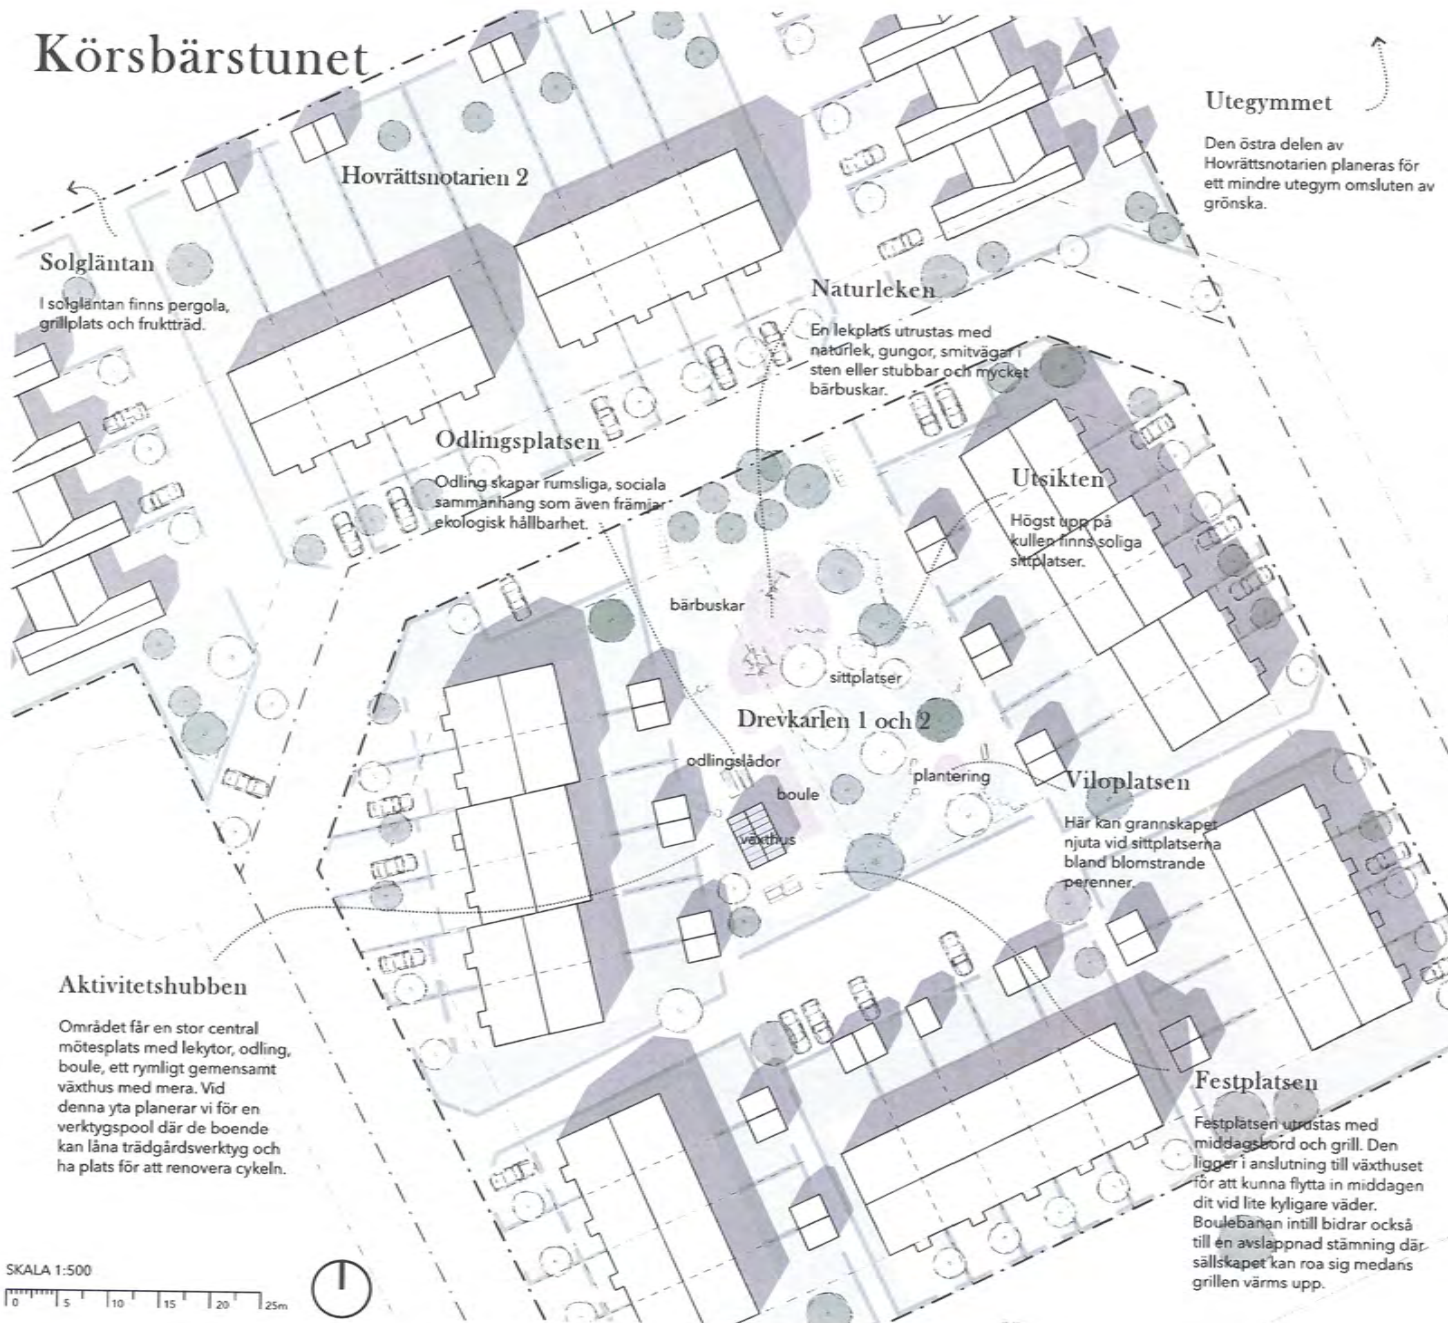 Körsbärstunet
Utegymmet
Den östra delen av
Hovrättsnotarien planeras för
ett mindre utegym omsluten av
grönska.
Hovrättsnotarien 2
Solgläntan
I solgläntan finns pergola,
grillplats och fruktträd.
Naturleken
En lekplats utrustas med
naturlek, gungor, smitvägar i
sten eller stubbar och mycket
bärbuskar.
Odlingsplatsen
Odling skapar rumsliga, sociala
sammanhang som även främjar
ekologisk hållbarhet.
Utsikten
Högst upp på
kullen finns soliga
sittplatser.
bärbuskar
sittplatser
Drevkarlen 1 och 2
odlingslådor
boule
plantering
växthus
Viloplatsen
Här kan grannskapet
njuta vid sittplatserna
bland blomstrande
perenner.
Aktivitetshubben
Området får en stor central
mötesplats med lekytor, odling,
boule, ett rymligt gemensamt
växthus med mera. Vid
denna yta planerar vi för en
verktygspool där de boende
kan låna trädgårdsverktyg och
ha plats för att renovera cykeln.
Festplatsen
Festplatsen utrustas med
middagsbord och grill. Den
ligger i anslutning till växthuset
för att kunna flytta in middagen
dit vid lite kyligare väder.
Boulebanan intill bidrar också
till en avslappnad stämning där
sällskapet kan roa sig medans
grillen värms upp.
SKALA 1:500
0 5 10 15 20 25m